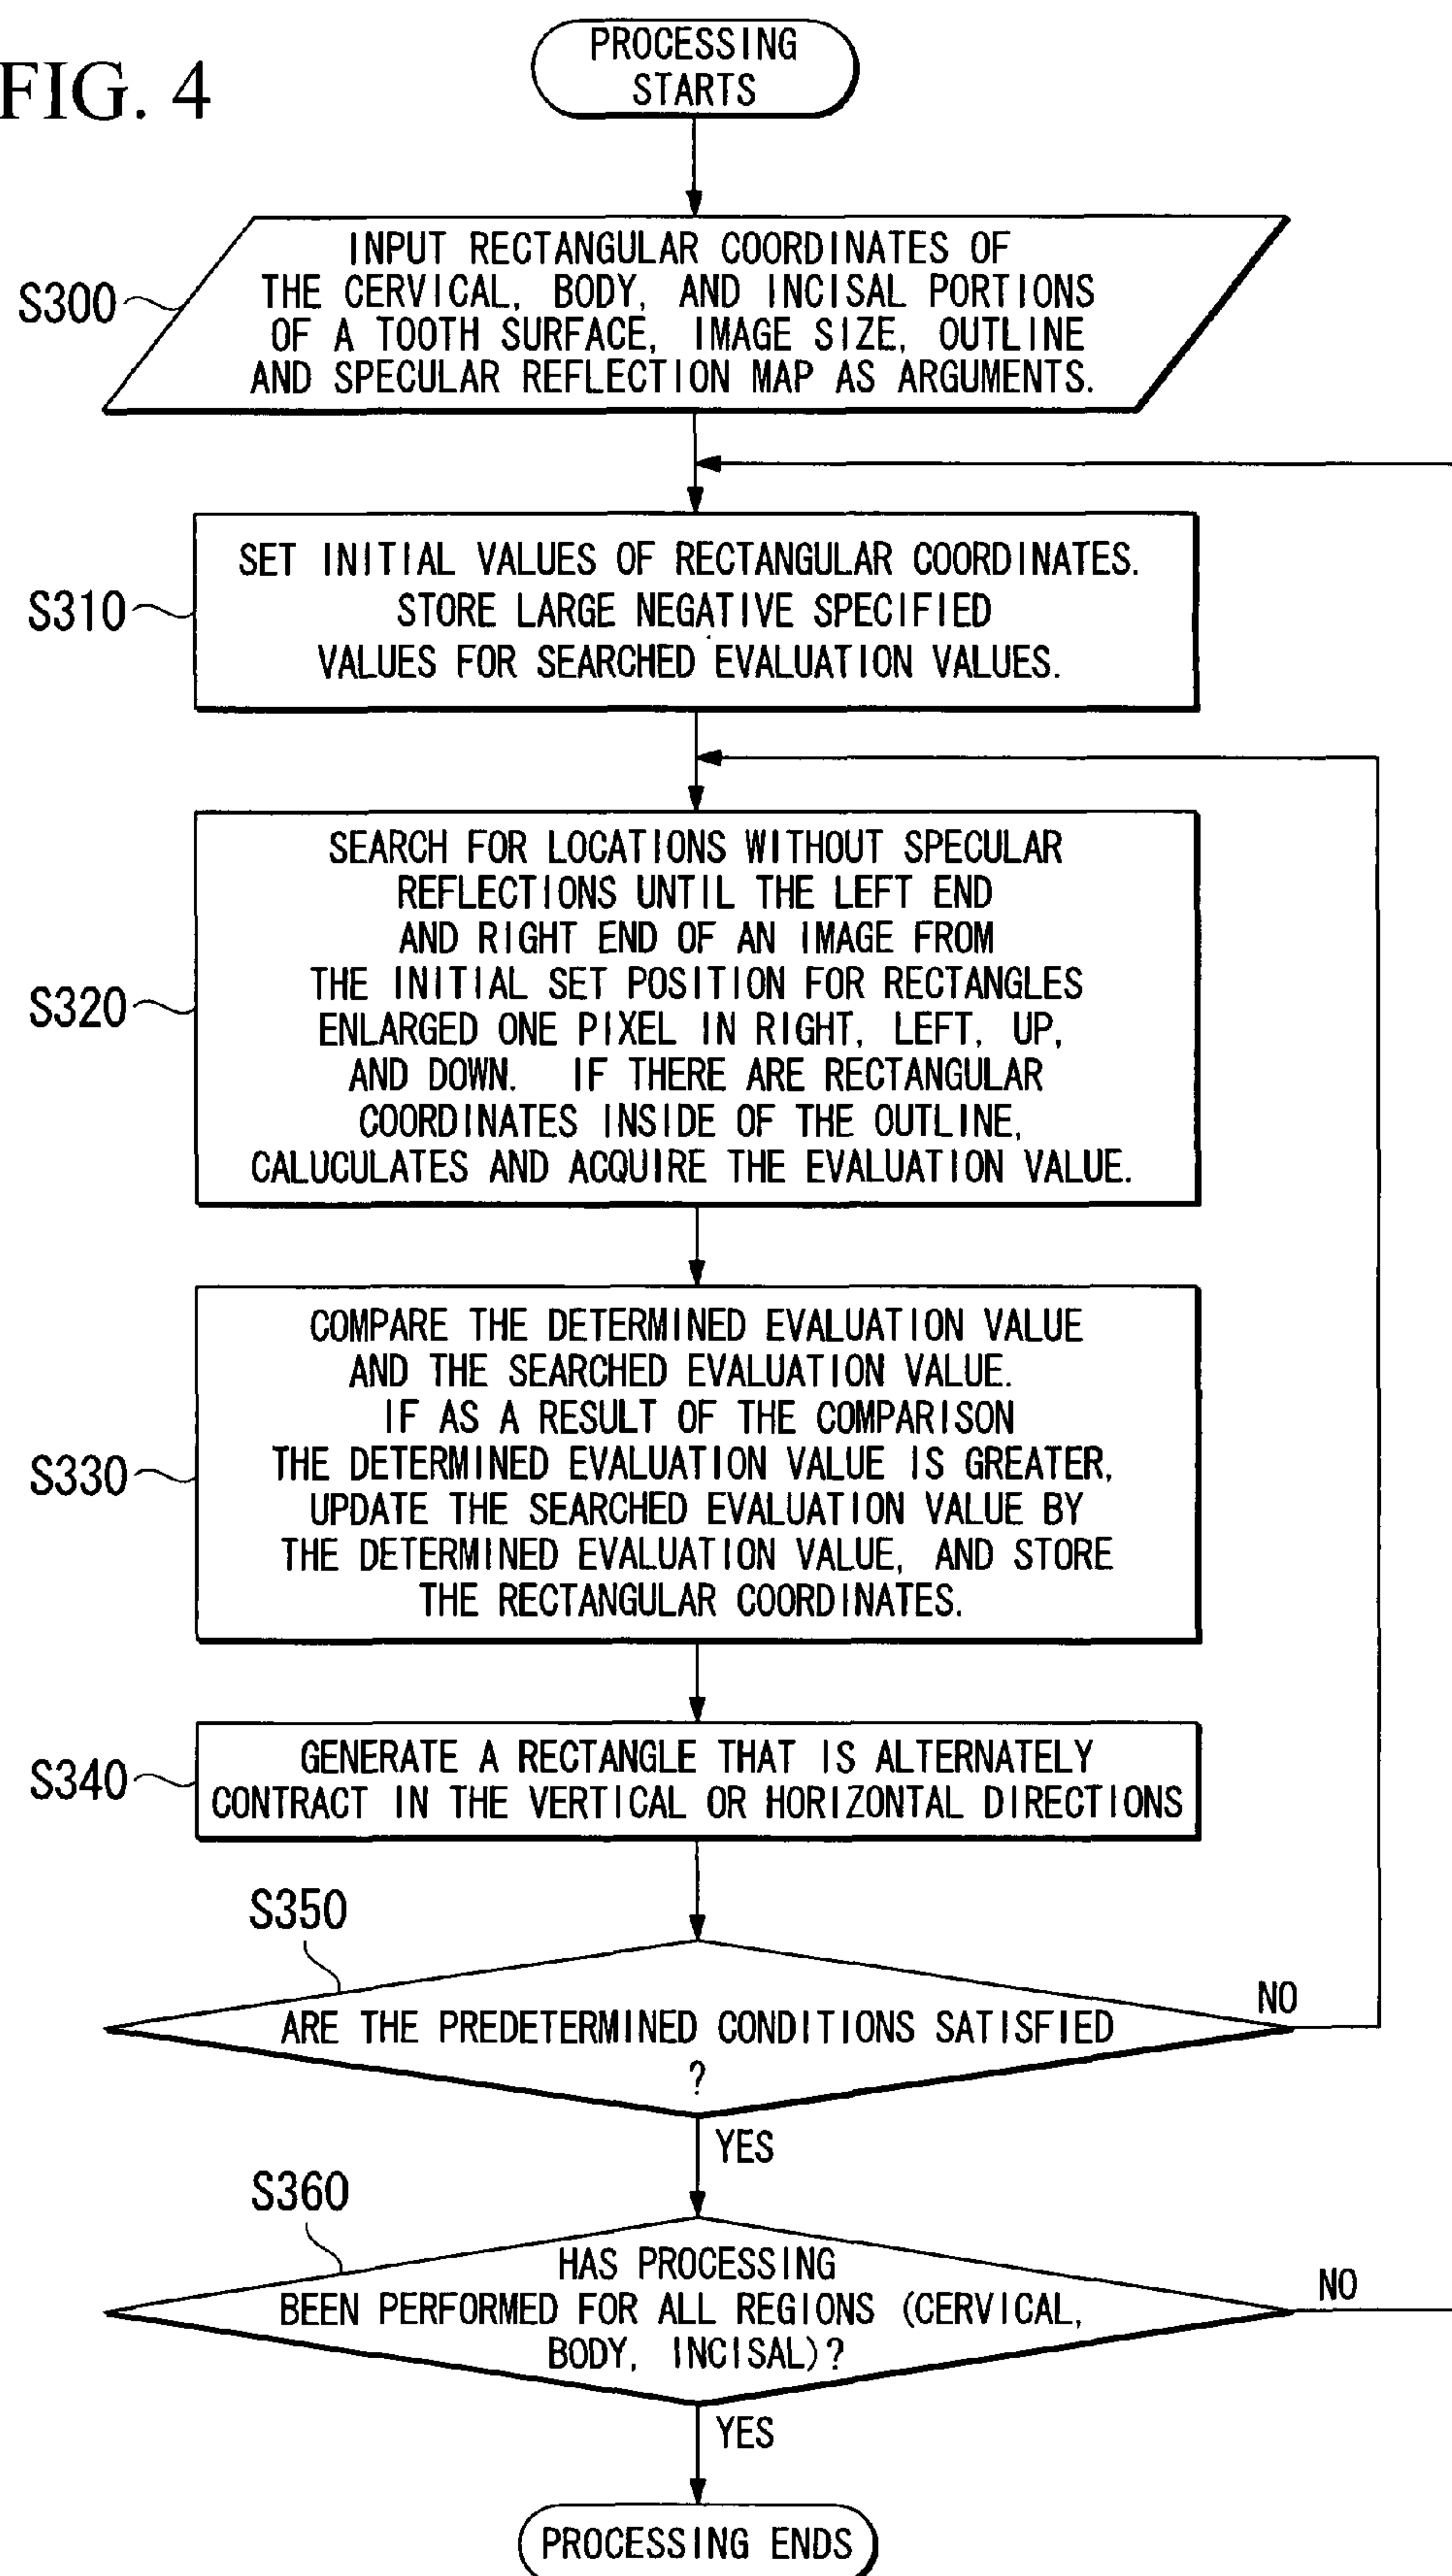 FIG. 4
PROCESSING
STARTS
S300
INPUT RECTANGULAR COORDINATES OF
THE CERVICAL, BODY, AND INCISAL PORTIONS
OF A TOOTH SURFACE, IMAGE SIZE, OUTLINE
AND SPECULAR REFLECTION MAP AS ARGUMENTS.
S310
SET INITIAL VALUES OF RECTANGULAR COORDINATES.
STORE LARGE NEGATIVE SPECIFIED
VALUES FOR SEARCHED EVALUATION VALUES.
S320
SEARCH FOR LOCATIONS WITHOUT SPECULAR
REFLECTIONS UNTIL THE LEFT END
AND RIGHT END OF AN IMAGE FROM
THE INITIAL SET POSITION FOR RECTANGLES
ENLARGED ONE PIXEL IN RIGHT, LEFT, UP,
AND DOWN. IF THERE ARE RECTANGULAR
COORDINATES INSIDE OF THE OUTLINE,
CALUCULATES AND ACQUIRE THE EVALUATION VALUE.
S330
COMPARE THE DETERMINED EVALUATION VALUE
AND THE SEARCHED EVALUATION VALUE.
IF AS A RESULT OF THE COMPARISON
THE DETERMINED EVALUATION VALUE IS GREATER,
UPDATE THE SEARCHED EVALUATION VALUE BY
THE DETERMINED EVALUATION VALUE, AND STORE
THE RECTANGULAR COORDINATES.
S340
GENERATE A RECTANGLE THAT IS ALTERNATELY
CONTRACT IN THE VERTICAL OR HORIZONTAL DIRECTIONS
S350
ARE THE PREDETERMINED CONDITIONS SATISFIED
?
NO
YES
S360
HAS PROCESSING
BEEN PERFORMED FOR ALL REGIONS (CERVICAL,
BODY, INCISAL)?
NO
YES
PROCESSING ENDS